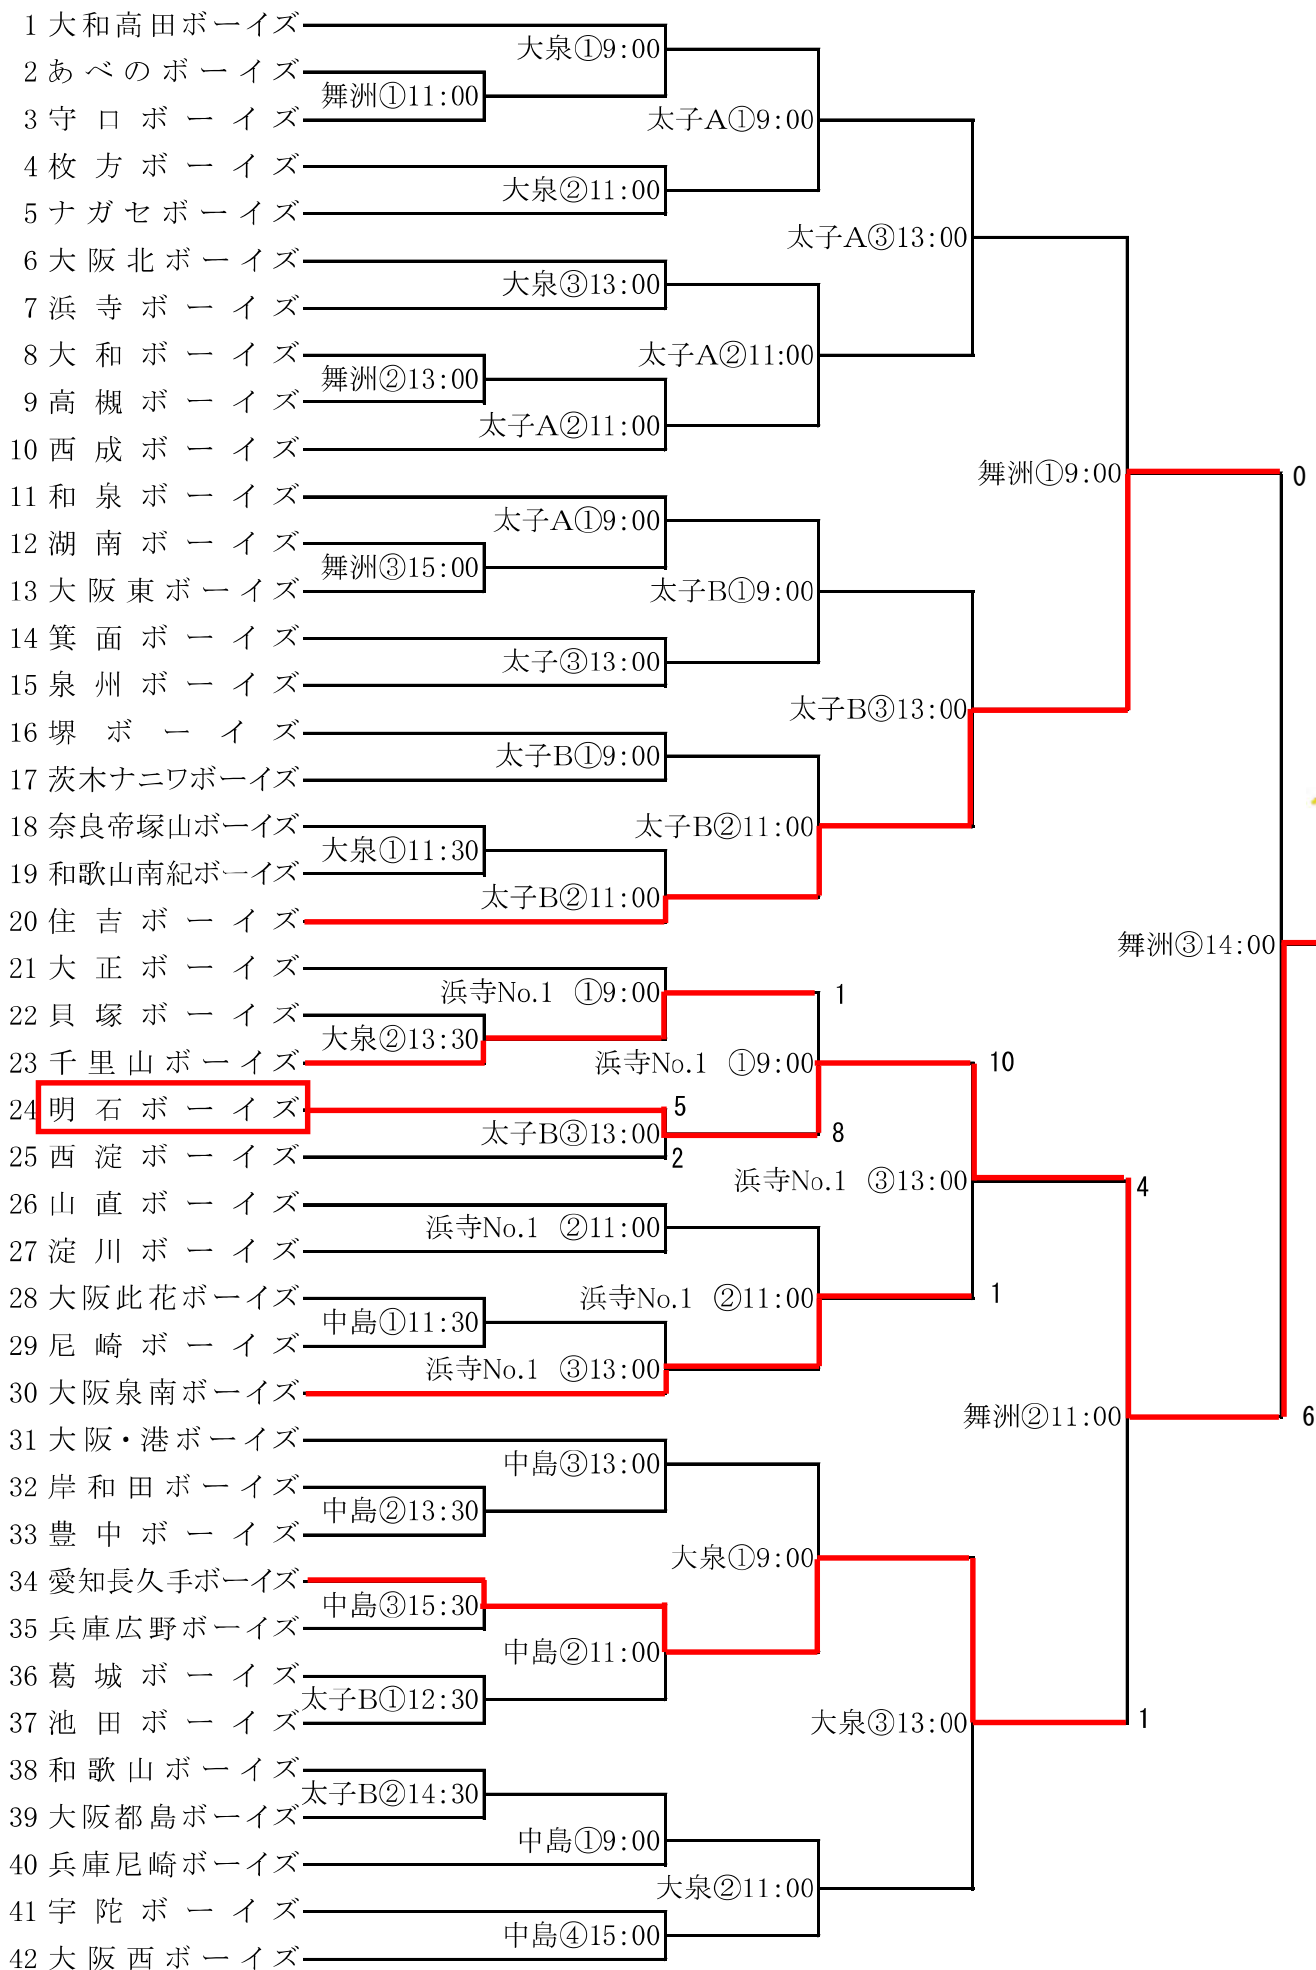 1 大和高田ボーイズ
大泉①9:00
2 あべのボーイズ
舞洲①11:00
3 守口ボーイズ
太子A①9:00
4 枚方ボーイズ
大泉②11:00
5 ナガセボーイズ
太子A③13:00
6 大阪北ボーイズ
大泉③13:00
7 浜寺ボーイズ
8 大和ボーイズ
太子A②11:00
舞洲②13:00
9 高槻ボーイズ
太子A②11:00
10 西成ボーイズ
舞洲①9:00
0
11 和泉ボーイズ
太子A①9:00
12 湖南ボーイズ
舞洲③15:00
13 大阪東ボーイズ
太子B①9:00
14 箕面ボーイズ
太子③13:00
15 泉州ボーイズ
太子B③13:00
16 堺ボーイズ
太子B①9:00
17 茨木ナニワボーイズ
18 奈良帝塚山ボーイズ
太子B②11:00
大泉①11:30
19 和歌山南紀ボーイズ
太子B②11:00
20 住吉ボーイズ
舞洲③14:00
21 大正ボーイズ
浜寺No.1 ①9:00
1
22 貝塚ボーイズ
大泉②13:30
23 千里山ボーイズ
浜寺No.1 ①9:00
10
24 明石ボーイズ
5
太子B③13:00
8
25 西淀ボーイズ
2
浜寺No.1 ③13:00
4
26 山直ボーイズ
浜寺No.1 ②11:00
27 淀川ボーイズ
28 大阪此花ボーイズ
浜寺No.1 ②11:00
1
中島①11:30
29 尼崎ボーイズ
浜寺No.1 ③13:00
30 大阪泉南ボーイズ
舞洲②11:00
6
31 大阪・港ボーイズ
中島③13:00
32 岸和田ボーイズ
中島②13:30
33 豊中ボーイズ
大泉①9:00
34 愛知長久手ボーイズ
中島③15:30
35 兵庫広野ボーイズ
中島②11:00
36 葛城ボーイズ
太子B①12:30
37 池田ボーイズ
大泉③13:00
1
38 和歌山ボーイズ
太子B②14:30
39 大阪都島ボーイズ
中島①9:00
40 兵庫尼崎ボーイズ
大泉②11:00
41 宇陀ボーイズ
中島④15:00
42 大阪西ボーイズ